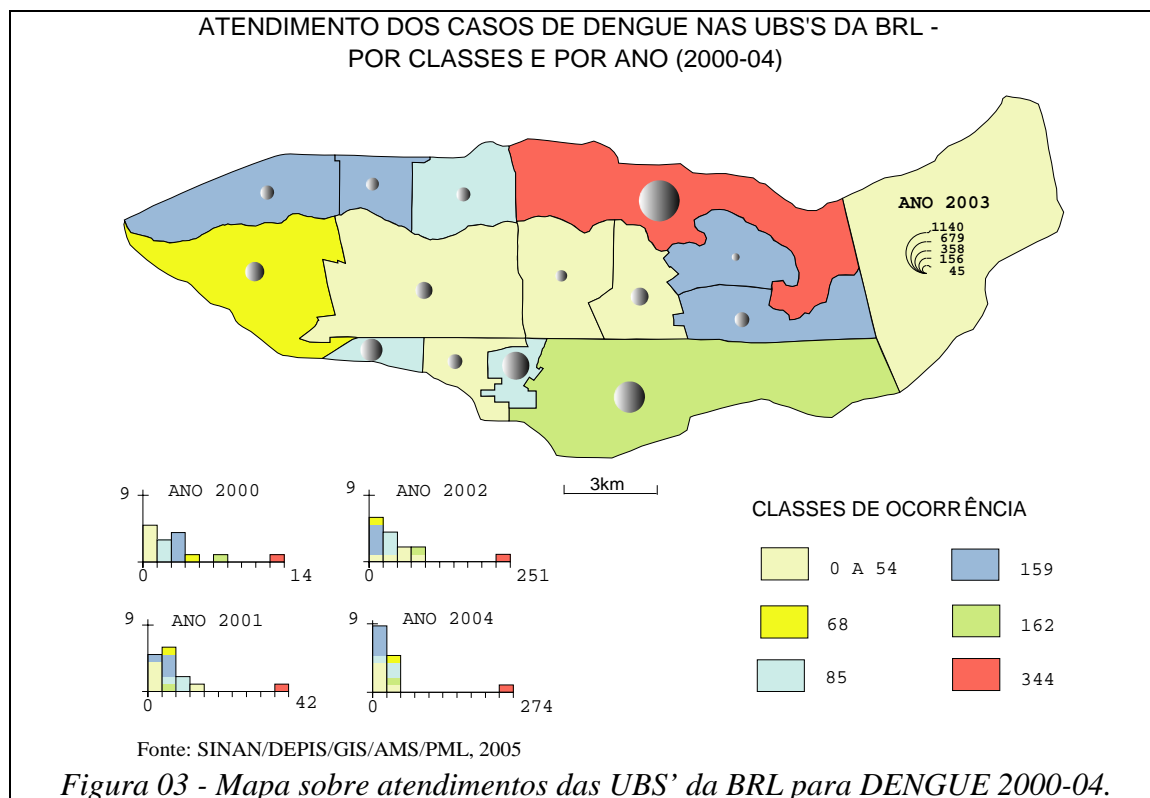 ATENDIMENTO DOS CASOS DE DENGUE NAS UBS'S DA BRL -
POR CLASSES E POR ANO (2000-04)
ANO 2003
1140
679
358
156
45
9 ANO 2000
0 14
9 ANO 2002
0 251
3km
9 ANO 2001
0 42
9 ANO 2004
0 274
CLASSES DE OCORRÊNCIA
0 A 54
159
68
162
85
344
Fonte: SINAN/DEPIS/GIS/AMS/PML, 2005
Figura 03 - Mapa sobre atendimentos das UBS' da BRL para DENGUE 2000-04.